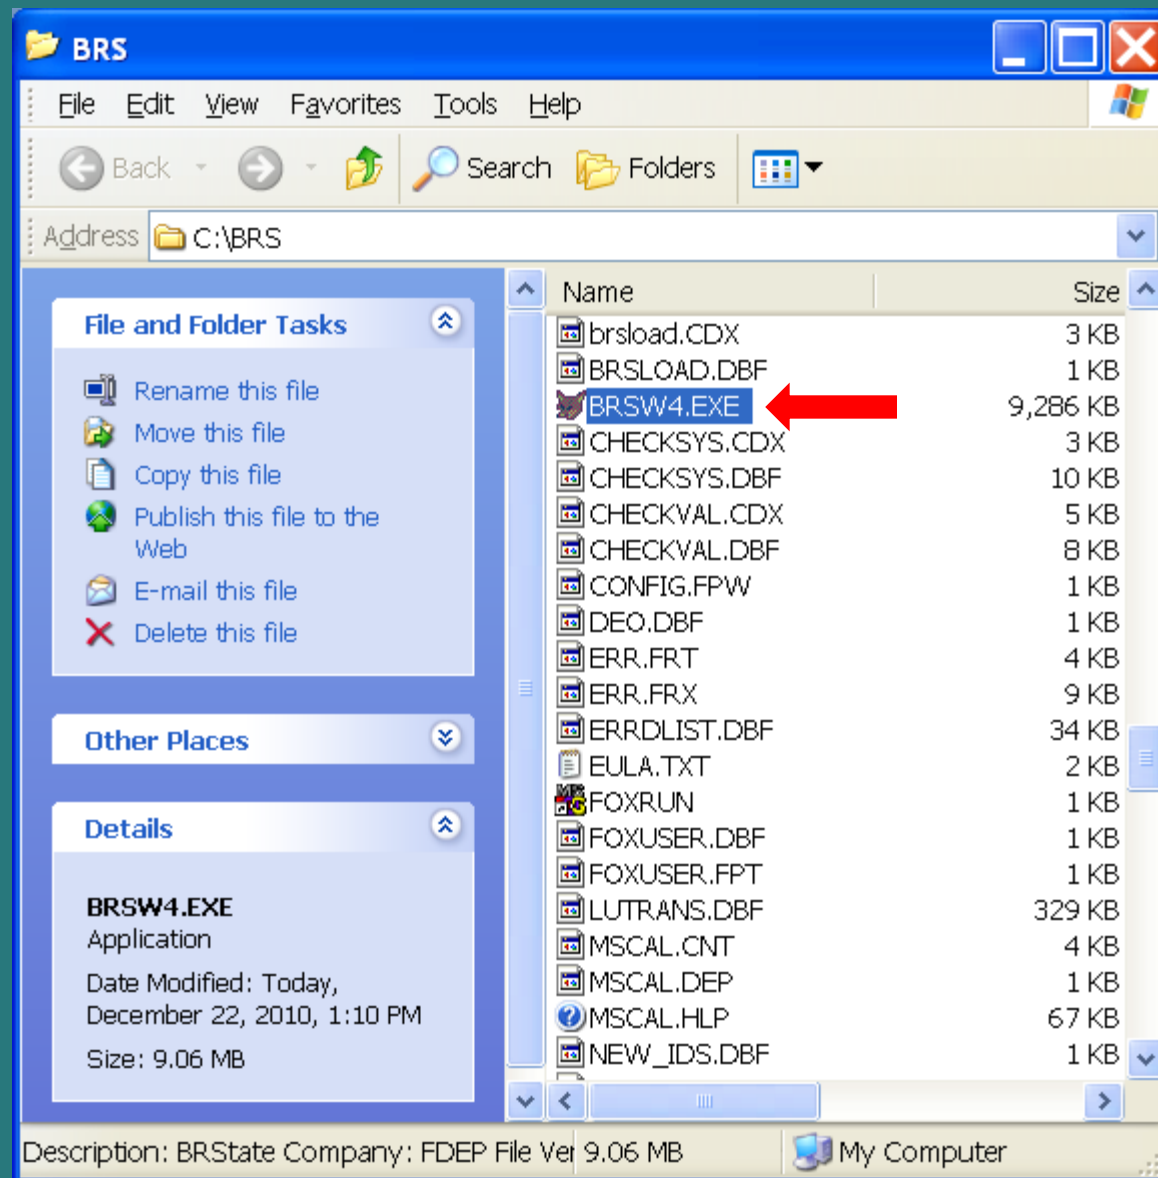 BRS
File Edit View Favorites Tools Help
Back Search Folders
Address C:\BRS
File and Folder Tasks
Rename this file
Move this file
Copy this file
Publish this file to the
Web
E-mail this file
Delete this file
Other Places
Details
BRSW4.EXE
Application
Date Modified: Today,
December 22, 2010, 1:10 PM
Size: 9.06 MB
Name Size
brsload.CDX 3 KB
BRSLOAD.DBF 1 KB
BRSW4.EXE 9,286 KB
CHECKSYS.CDX 3 KB
CHECKSYS.DBF 10 KB
CHECKVAL.CDX 5 KB
CHECKVAL.DBF 8 KB
CONFIG.FPW 1 KB
DEO.DBF 1 KB
ERR.FRT 4 KB
ERR.FRX 9 KB
ERRDLIST.DBF 34 KB
EULA.TXT 2 KB
FOXRUN 1 KB
FOXUSER.DBF 1 KB
FOXUSER.FPT 1 KB
LUTRANS.DBF 329 KB
MSCAL.CNT 4 KB
MSCAL.DEP 1 KB
MSCAL.HLP 67 KB
NEW_IDS.DBF 1 KB
Description: BRState Company: FDEP File Ver 9.06 MB My Computer